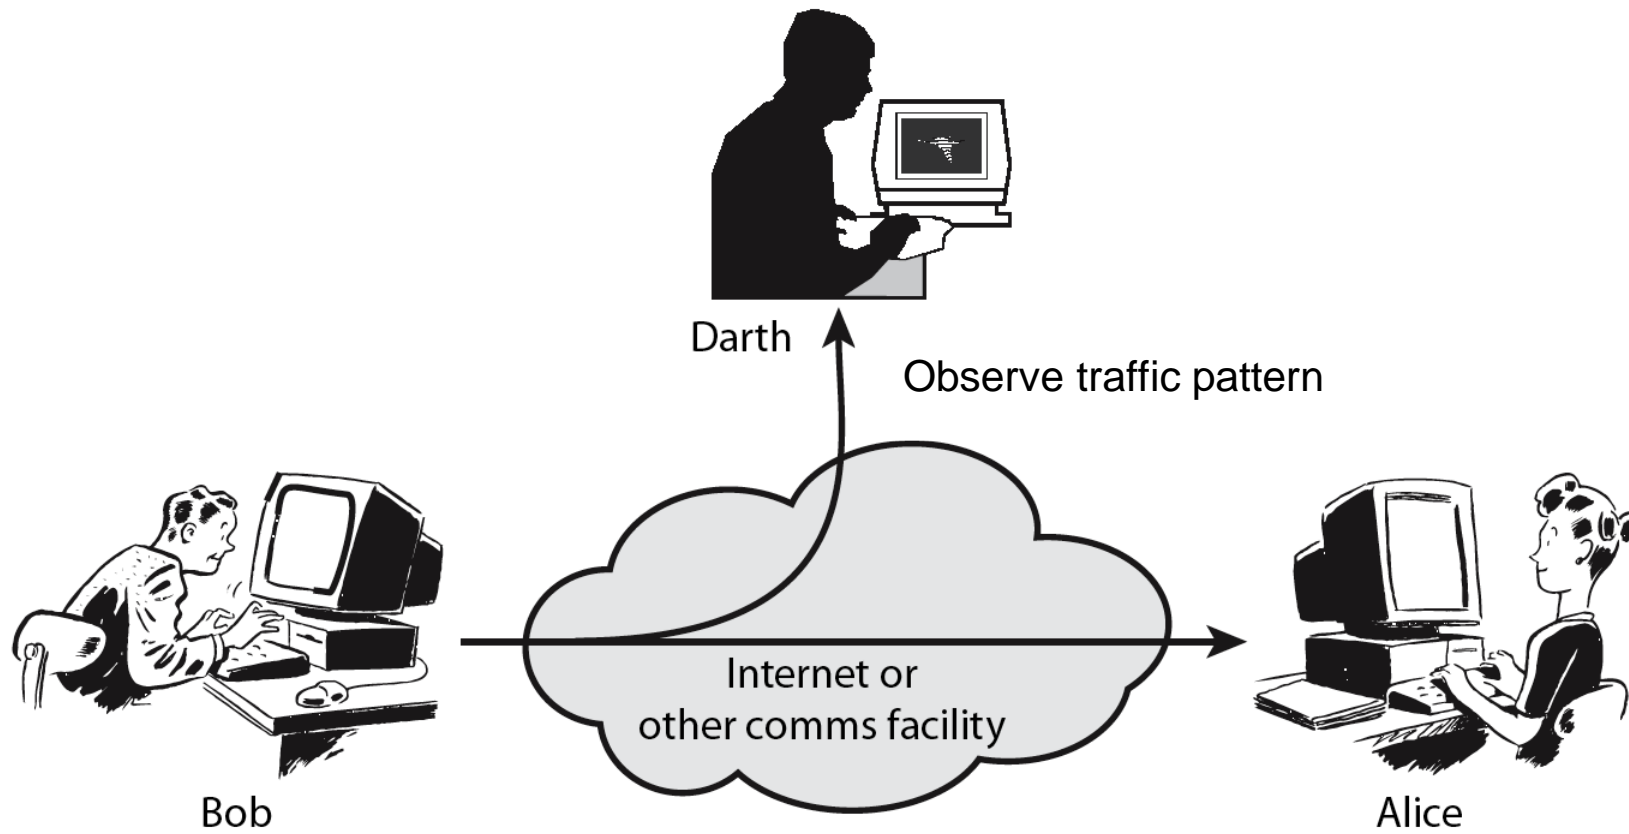 Darth
Observe traffic pattern
Internet or
other comms facility
Bob
Alice